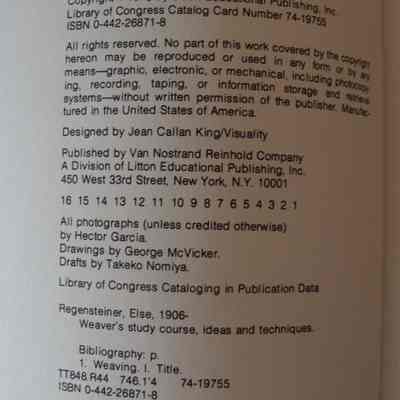 Educational Publishing, Inc.
Library of Congress Catalog Card Number 74-19755
ISBN 0-442-26871-8
All rights reserved. No part of this work covered by the copyright
hereon may be reproduced or used in any form or by any
means—graphic, electronic, or mechanical, including photocopy
ing, recording, taping, or information storage and retrieval
systems—without written permission of the publisher. Manufac-
tured in the United States of America.
Designed by Jean Callan King/Visuality
Published by Van Nostrand Reinhold Company
A Division of Litton Educational Publishing, Inc.
450 West 33rd Street, New York, N.Y. 10001
16 15 14 13 12 11 10 9 8 7 6 5 4 3 2 1
All photographs (unless credited otherwise)
by Hector Garcia.
Drawings by George McVicker.
Drafts by Takeko Nomiya.
Library of Congress Cataloging in Publication Data
Regensteiner, Else, 1906-
Weaver's study course, ideas and techniques.
Bibliography: p.
1. Weaving. I. Title.
TT848.R44 746.1'4 74-19755
ISBN 0-442-26871-8